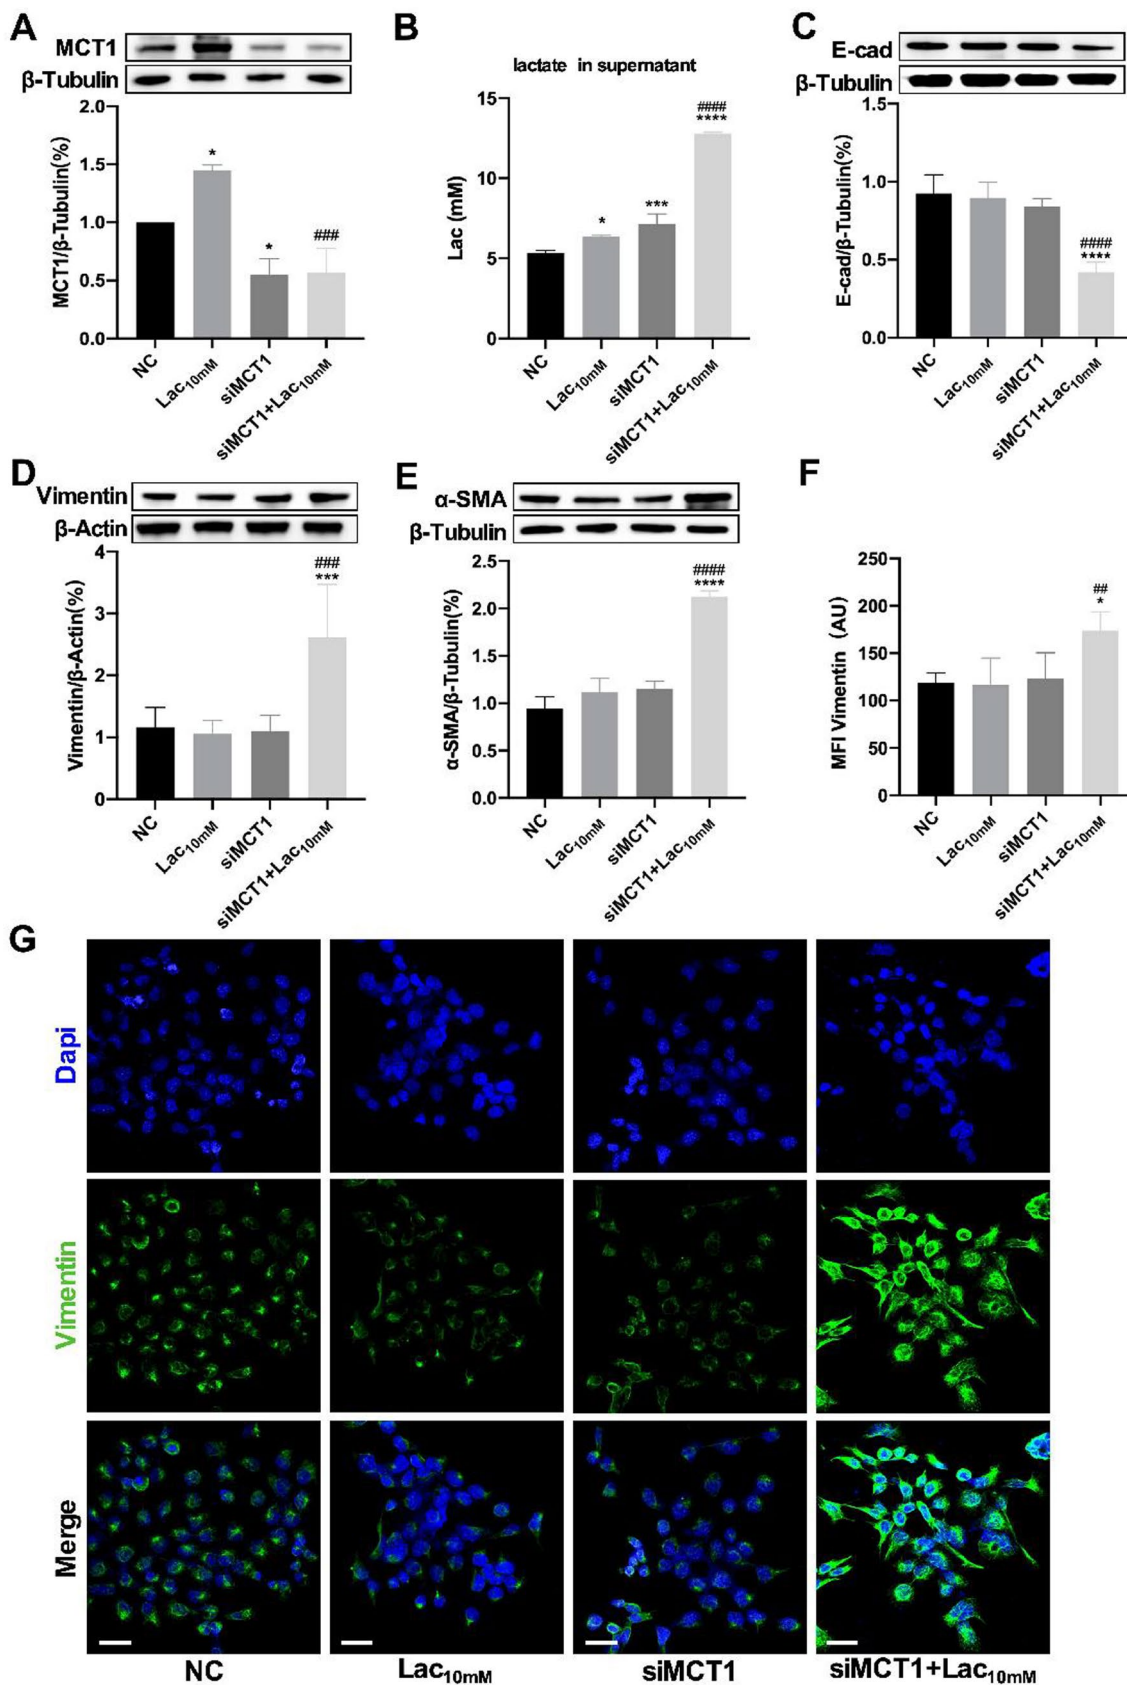 A
MCT1
β-Tubulin
MCT1/β-Tubulin(%)
2.0
1.5
1.0
0.5
0.0
*
*
###
NC
Lac10mM
siMCT1
siMCT1+Lac10mM
B
lactate in supernatant
Lac (mM)
15
10
5
0
*
***
####
****
NC
Lac10mM
siMCT1
siMCT1+Lac10mM
C
E-cad
β-Tubulin
E-cad/β-Tubulin(%)
1.5
1.0
0.5
0.0
####
****
NC
Lac10mM
siMCT1
siMCT1+Lac10mM
D
Vimentin
β-Actin
Vimentin/β-Actin(%)
4
3
2
1
0
###
***
NC
Lac10mM
siMCT1
siMCT1+Lac10mM
E
α-SMA
β-Tubulin
α-SMA/β-Tubulin(%)
2.5
2.0
1.5
1.0
0.5
0.0
####
****
NC
Lac10mM
siMCT1
siMCT1+Lac10mM
F
MFI Vimentin (AU)
250
200
150
100
50
0
##
*
NC
Lac10mM
siMCT1
siMCT1+Lac10mM
G
Dapi
Vimentin
Merge
NC
Lac10mM
siMCT1
siMCT1+Lac10mM